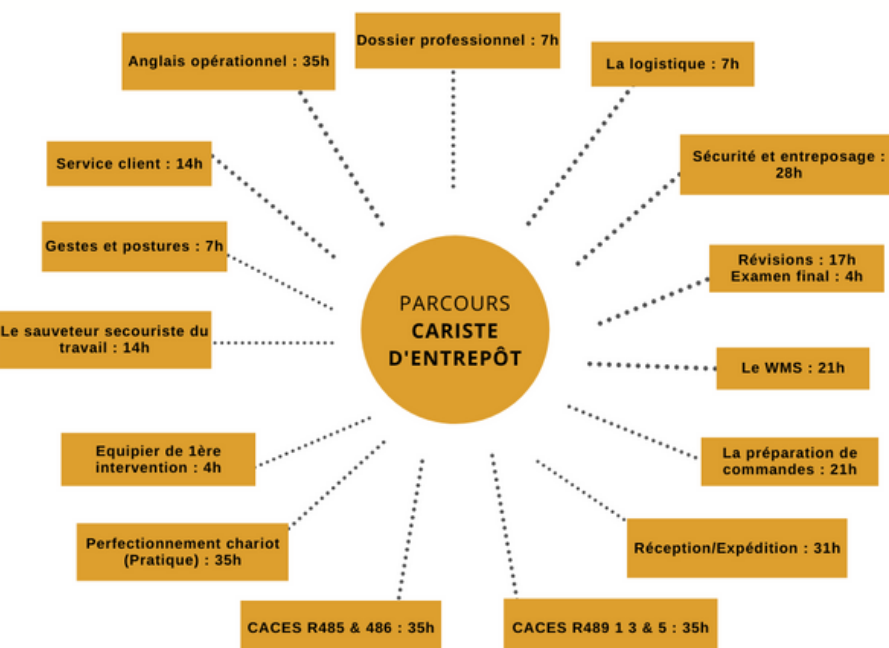 Dossier professionnel : 7h
La logistique : 7h
Sécurité et entreposage :
28h
Révisions : 17h
Examen final : 4h
Le WMS : 21h
La préparation de
commandes : 21h
Réception/Expédition : 31h
CACES R489 1 3 & 5 : 35h
CACES R485 & 486 : 35h
Perfectionnement chariot
(Pratique) : 35h
Equipier de 1ère
intervention : 4h
Le sauveteur secouriste du
travail : 14h
Gestes et postures : 7h
Service client : 14h
Anglais opérationnel : 35h
PARCOURS
CARISTE
D'ENTREPÔT